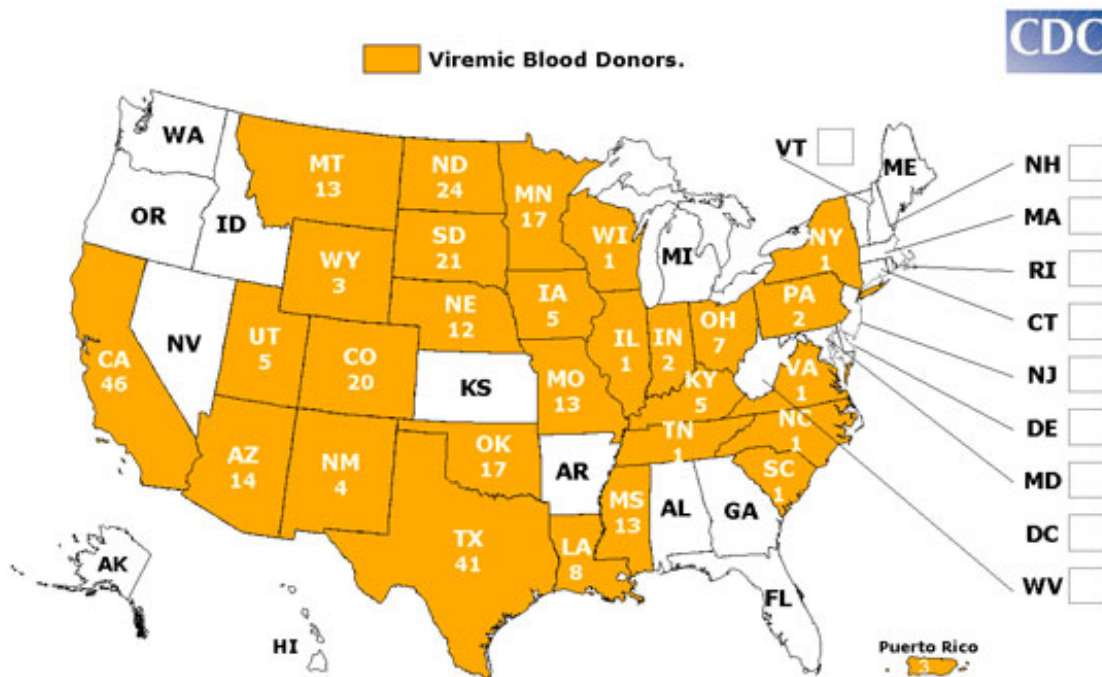 CDC
Viremic Blood Donors.
WA
MT
13
ND
24
MN
17
VT
ME
NH
OR
ID
SD
21
WI
1
MI
NY
1
MA
WY
3
RI
NE
12
IA
5
PA
2
CT
NV
UT
5
CO
20
IL
1
IN
2
OH
7
CA
46
KS
MO
13
KY
5
VA
1
NJ
DE
AZ
14
NM
4
OK
17
AR
TN
1
NC
1
MD
MS
13
AL
GA
SC
1
DC
TX
41
LA
8
WV
AK
FL
HI
Puerto Rico
3